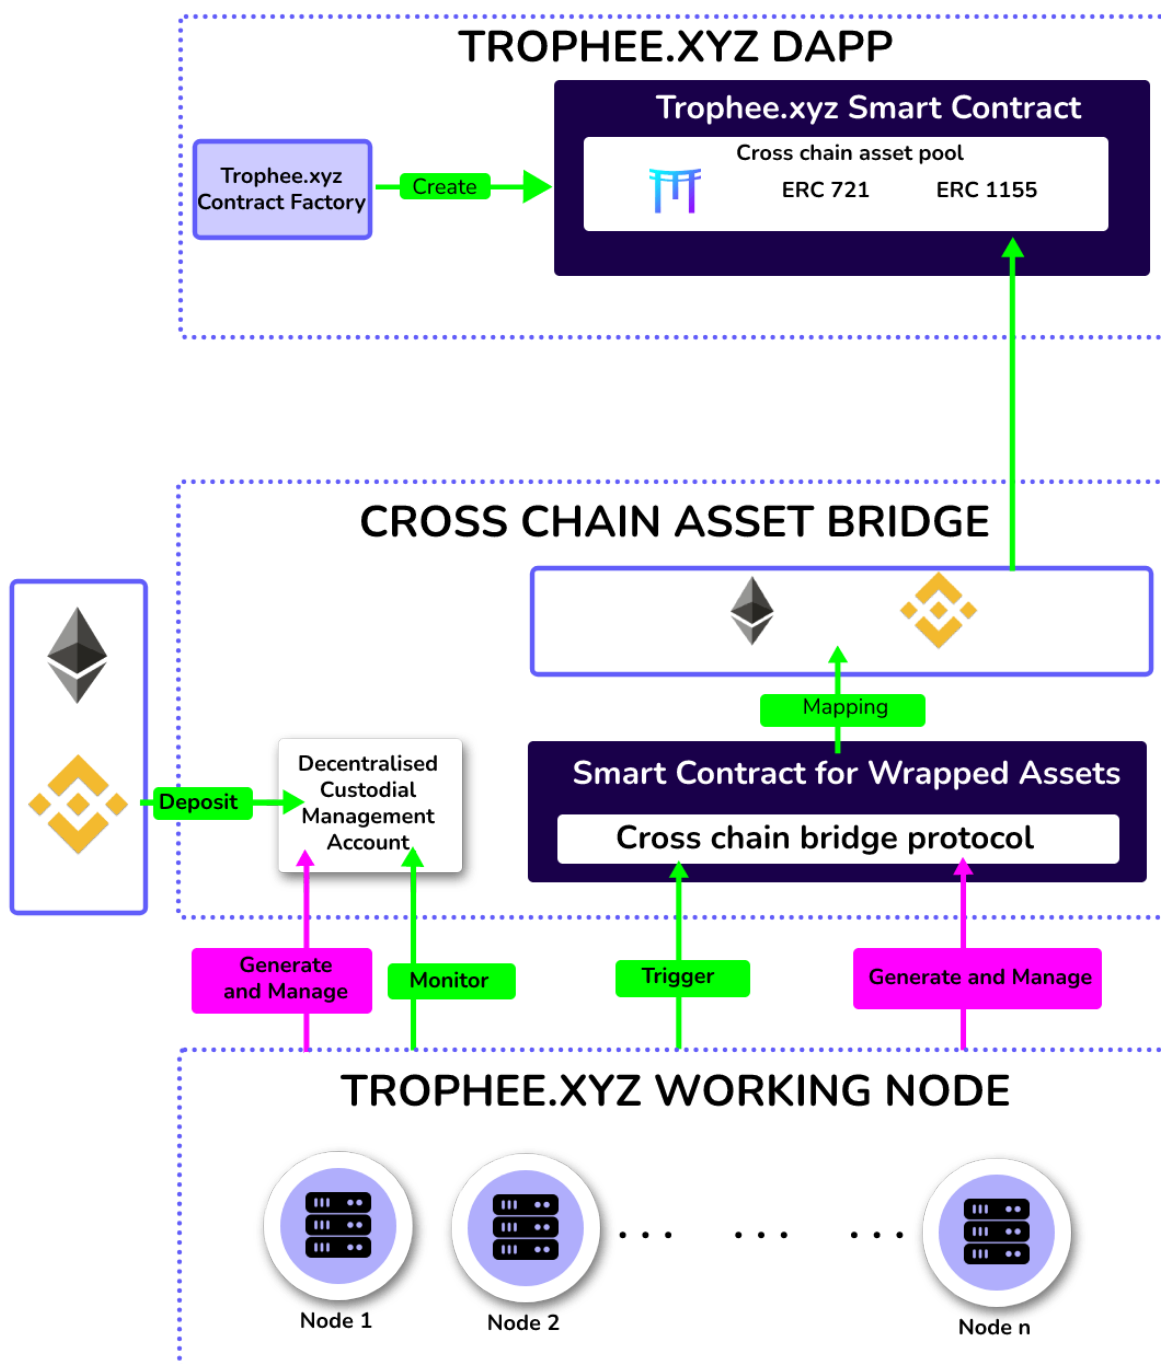 TROPHEE.XYZ DAPP
Trophee.xyz Smart Contract
Cross chain asset pool
ERC 721
ERC 1155
Trophee.xyz
Contract Factory
Create
CROSS CHAIN ASSET BRIDGE
Mapping
Decentralised
Custodial
Management
Account
Deposit
Smart Contract for Wrapped Assets
Cross chain bridge protocol
Generate
and Manage
Monitor
Trigger
Generate and Manage
TROPHEE.XYZ WORKING NODE
... ... ...
Node 1
Node 2
Node n